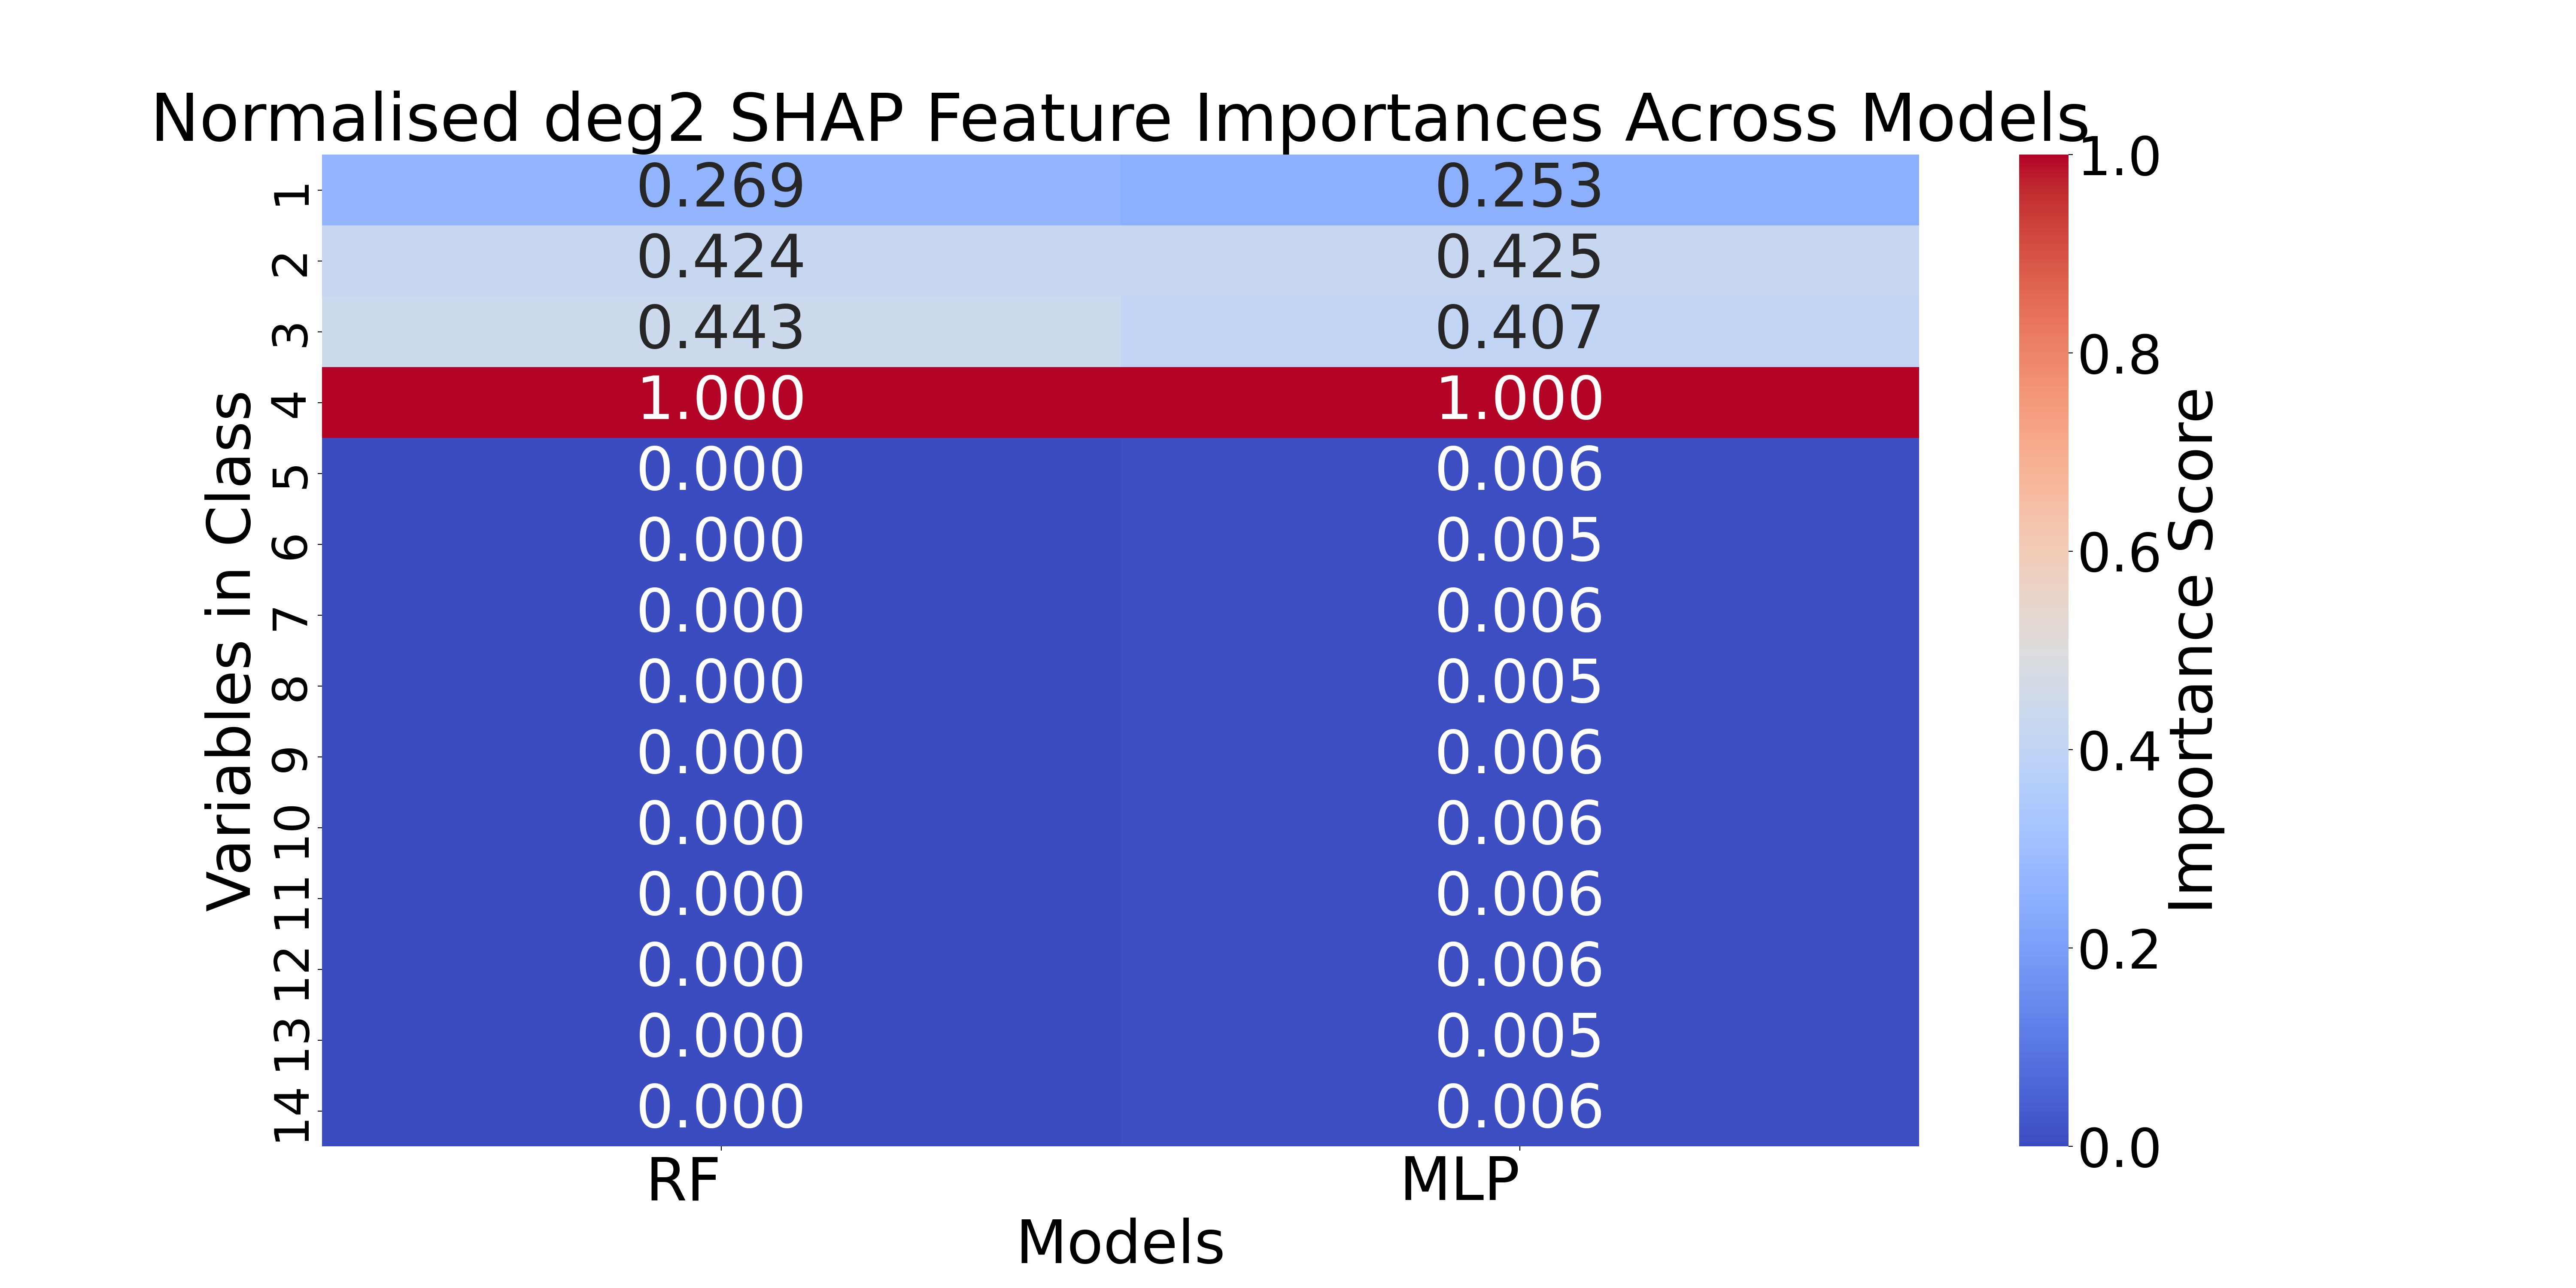 Normalised deg2 SHAP Feature Importances Across Models
Variables in Class
1 0.269 0.253
2 0.424 0.425
3 0.443 0.407
4 1.000 1.000
5 0.000 0.006
6 0.000 0.005
7 0.000 0.006
8 0.000 0.005
9 0.000 0.006
10 0.000 0.006
11 0.000 0.006
12 0.000 0.006
13 0.000 0.005
14 0.000 0.006
RF MLP
Models
1.0
0.8
0.6
0.4
0.2
0.0
Importance Score